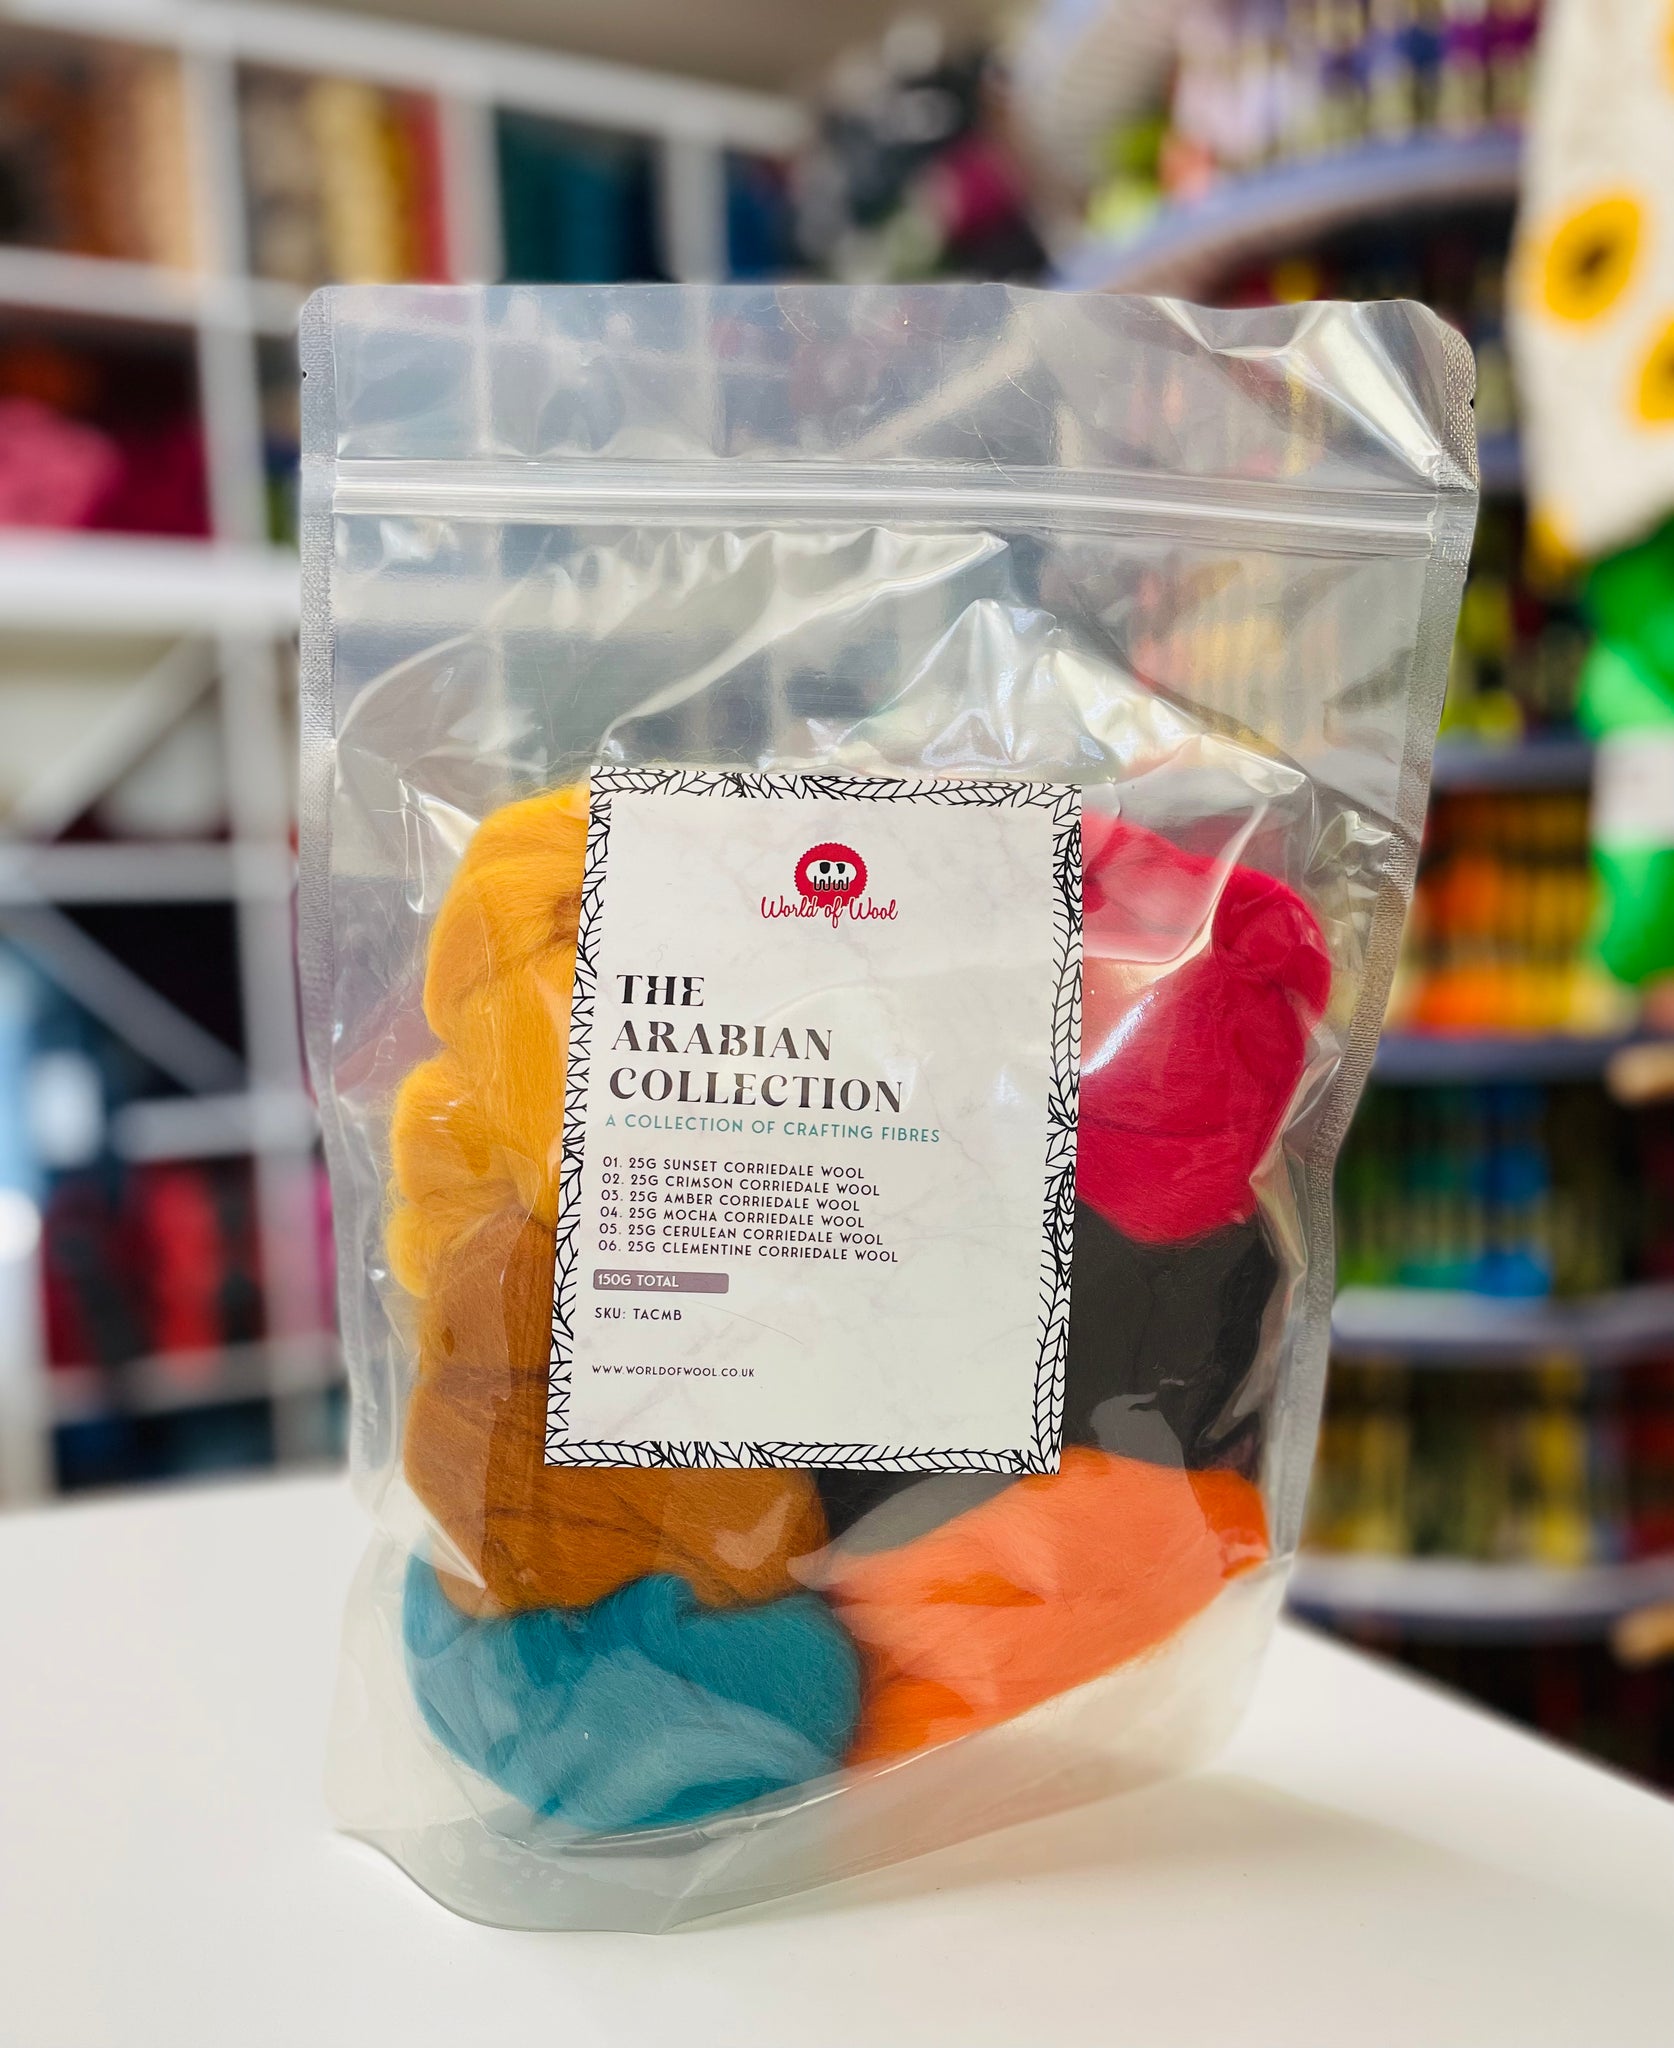 World of Wool
THE
ARABIAN
COLLECTION
A COLLECTION OF CRAFTING FIBRES
01. 25G SUNSET CORRIEDALE WOOL
02. 25G CRIMSON CORRIEDALE WOOL
03. 25G AMBER CORRIEDALE WOOL
04. 25G MOCHA CORRIEDALE WOOL
05. 25G CERULEAN CORRIEDALE WOOL
06. 25G CLEMENTINE CORRIEDALE WOOL
150G TOTAL
SKU: TACMB
WWW.WORLDOFWOOL.CO.UK